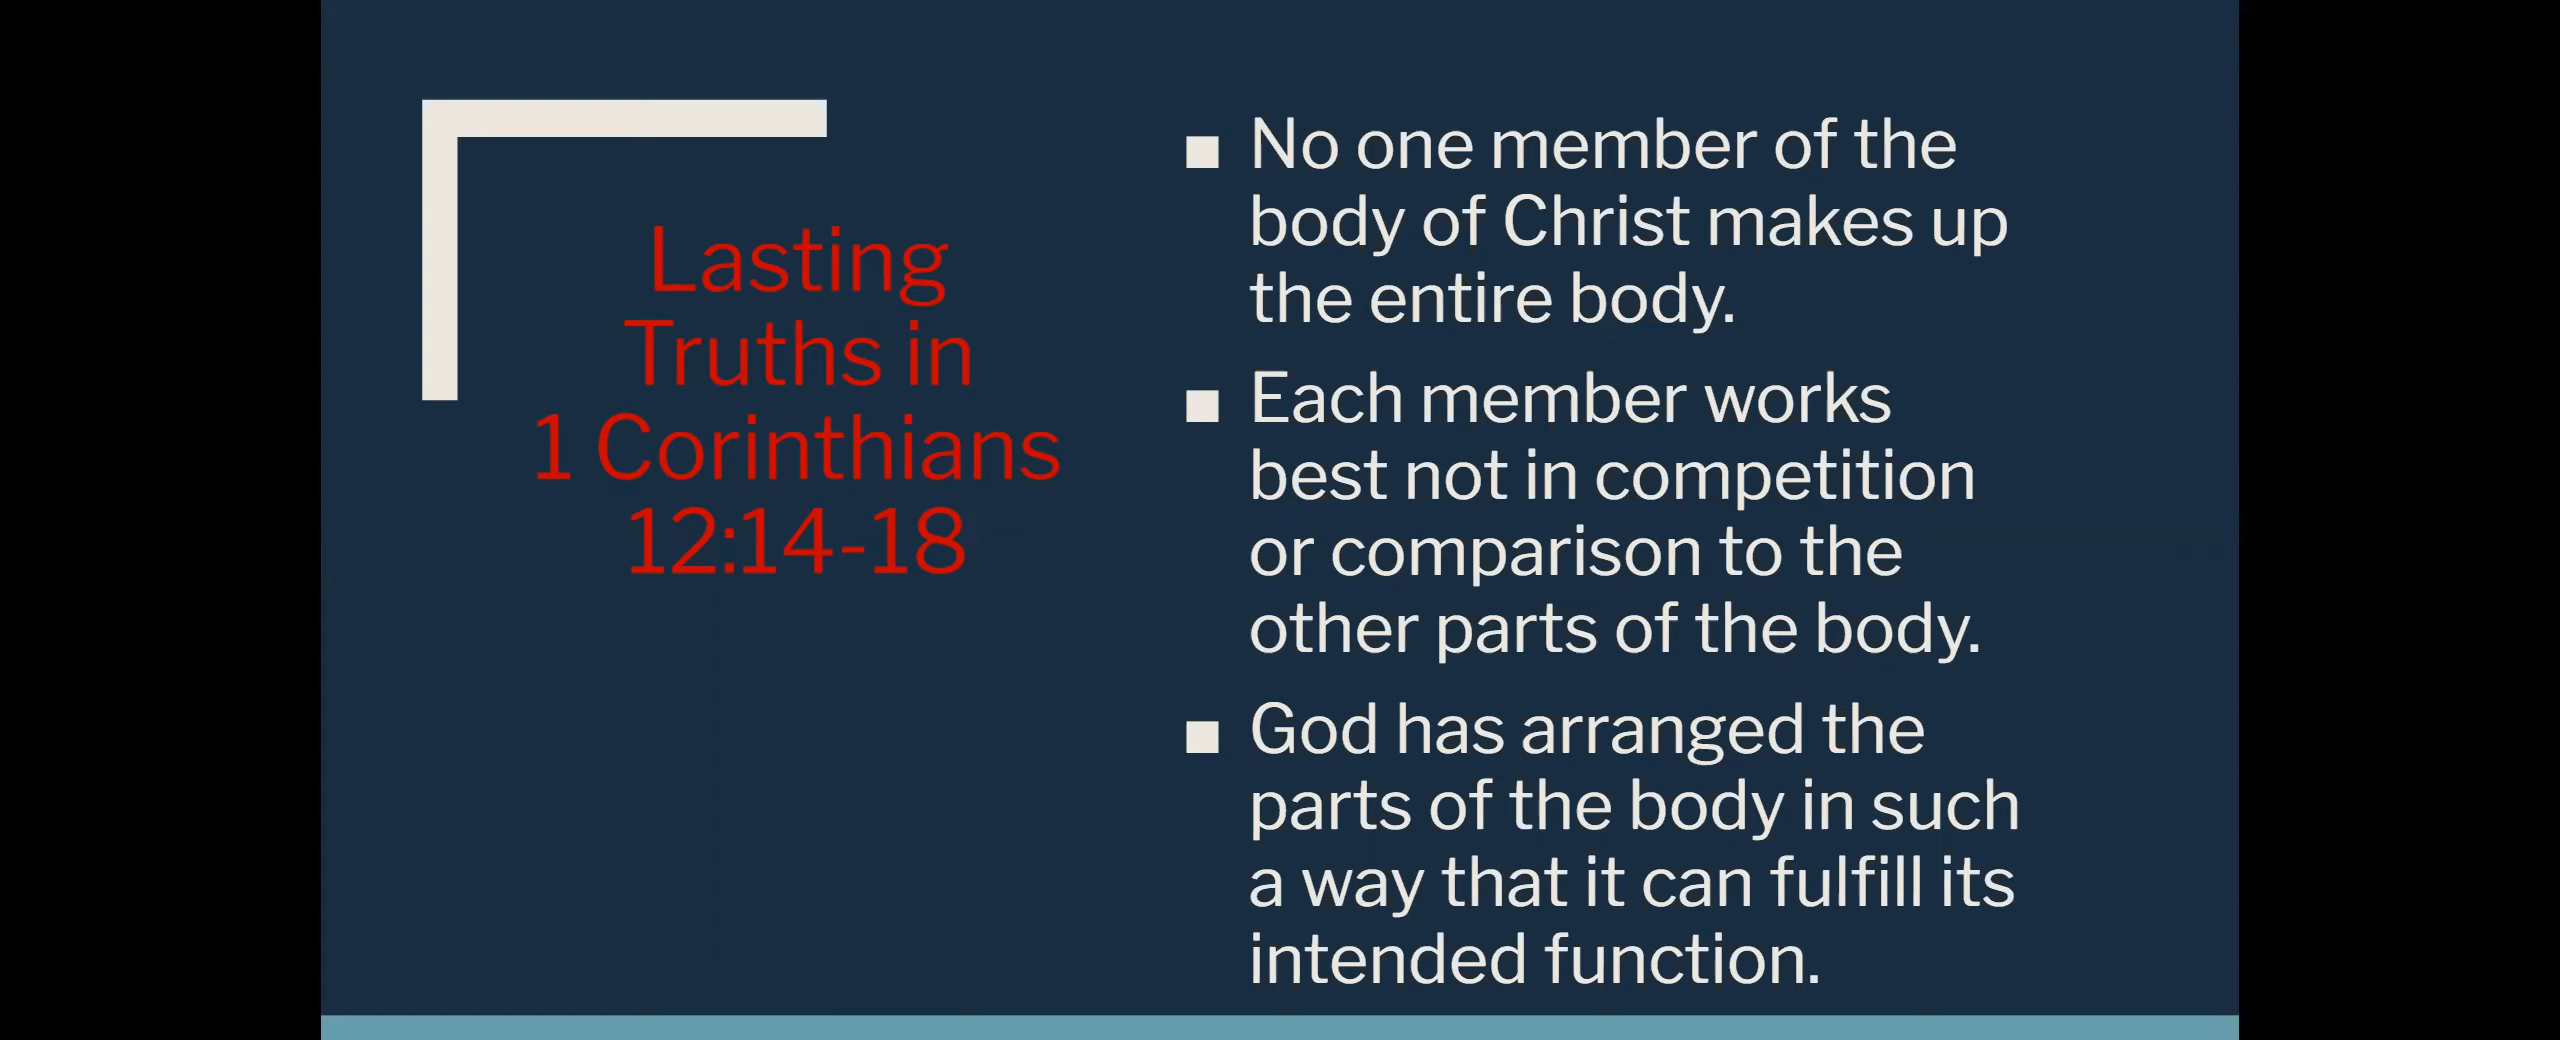 Lasting
Truths in
1 Corinthians
12:14-18
■ No one member of the
body of Christ makes up
the entire body.
■ Each member works
best not in competition
or comparison to the
other parts of the body.
■ God has arranged the
parts of the body in such
a way that it can fulfill its
intended function.